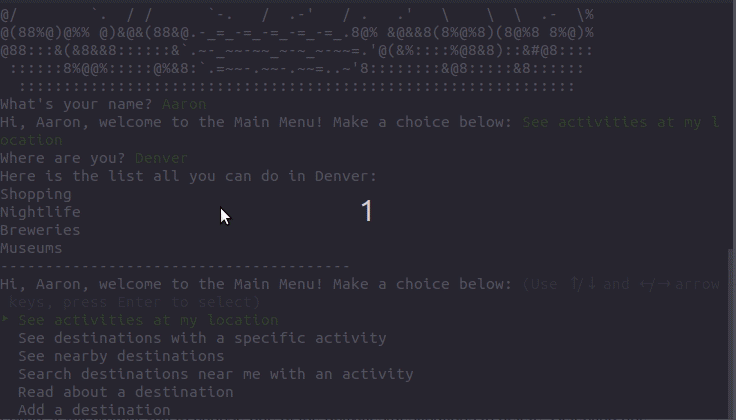 @/        `.  / /      `-.   /  .-'   / .   .'   \    \  \  .-  \%
@(88%@)@%% @)&@&(88&@.-_=_-=_-=_-=_-=_.8@% &@&&8(8%@%8)(8@%8 8%@)%
@88:::&(&8&&8::::::&`.~-_~~-~~_~-~_~-~~=.'@(&%::::%@8&8)::&#@8::::
 ::::::8%@@%:::::@%&8:`.=~~-.~~-.~~=..~'8::::::::&@8:::::&8::::::
  ::::::::::::::::::::::::::::::::::::::::::::::::::::::::::::::
What's your name? Aaron
Hi, Aaron, welcome to the Main Menu! Make a choice below: See activities at my l
ocation
Where are you? Denver
Here is the list all you can do in Denver:
Shopping
Nightlife
Breweries
Museums
1
---------------------------------------
Hi, Aaron, welcome to the Main Menu! Make a choice below: (Use ↑/↓ and ←/→ arrow
 keys, press Enter to select)
‣ See activities at my location
  See destinations with a specific activity
  See nearby destinations
  Search destinations near me with an activity
  Read about a destination
  Add a destination